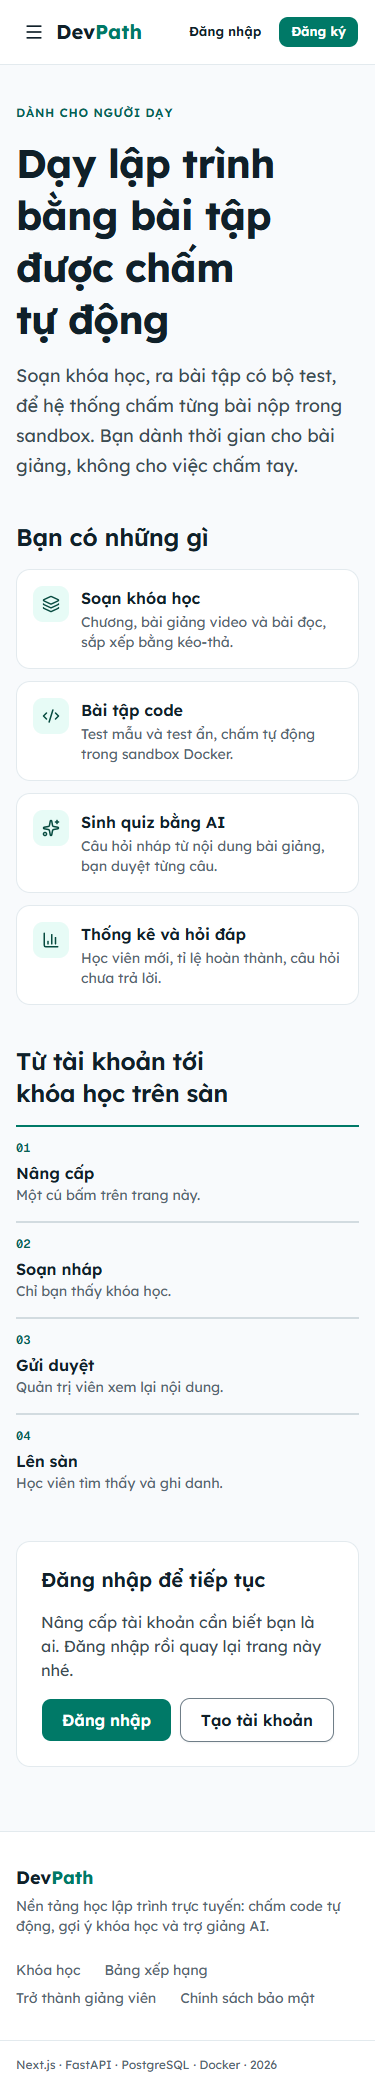 DevPath
Đăng nhập
Đăng ký
DÀNH CHO NGƯỜI DẠY
Dạy lập trình
bằng bài tập
được chấm
tự động
Soạn khóa học, ra bài tập có bộ test,
để hệ thống chấm từng bài nộp trong
sandbox. Bạn dành thời gian cho bài
giảng, không cho việc chấm tay.
Bạn có những gì
Soạn khóa học
Chương, bài giảng video và bài đọc,
sắp xếp bằng kéo-thả.
Bài tập code
Test mẫu và test ẩn, chấm tự động
trong sandbox Docker.
Sinh quiz bằng AI
Câu hỏi nháp từ nội dung bài giảng,
bạn duyệt từng câu.
Thống kê và hỏi đáp
Học viên mới, tỉ lệ hoàn thành, câu hỏi
chưa trả lời.
Từ tài khoản tới
khóa học trên sàn
01
Nâng cấp
Một cú bấm trên trang này.
02
Soạn nháp
Chỉ bạn thấy khóa học.
03
Gửi duyệt
Quản trị viên xem lại nội dung.
04
Lên sàn
Học viên tìm thấy và ghi danh.
Đăng nhập để tiếp tục
Nâng cấp tài khoản cần biết bạn là
ai. Đăng nhập rồi quay lại trang này
nhé.
Đăng nhập
Tạo tài khoản
DevPath
Nền tảng học lập trình trực tuyến: chấm code tự
động, gợi ý khóa học và trợ giảng AI.
Khóa học
Bảng xếp hạng
Trở thành giảng viên
Chính sách bảo mật
Next.js · FastAPI · PostgreSQL · Docker · 2026